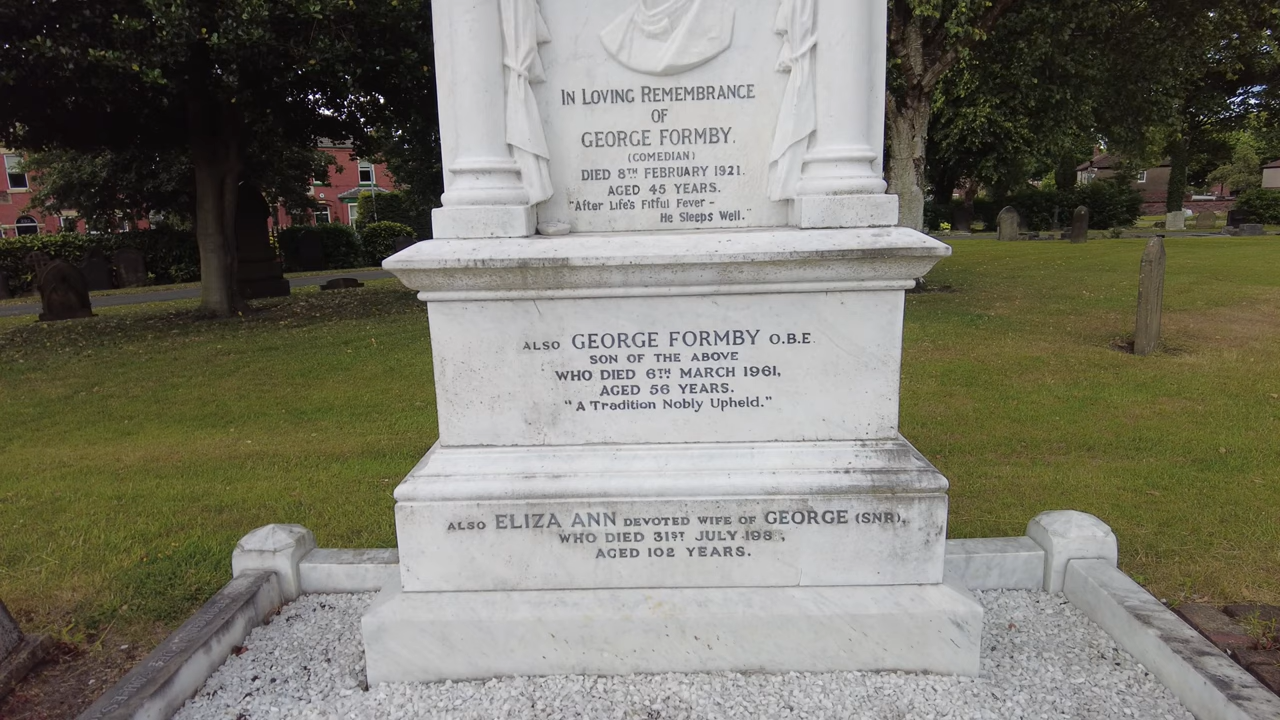 IN LOVING REMEMBRANCE
OF
GEORGE FORMBY.
(COMEDIAN)
DIED 8TH FEBRUARY 1921.
AGED 45 YEARS.
"After Life's Fitful Fever –
He Sleeps Well."
ALSO GEORGE FORMBY O.B.E.
SON OF THE ABOVE
WHO DIED 6TH MARCH 1961,
AGED 56 YEARS.
"A Tradition Nobly Upheld."
ALSO ELIZA ANN DEVOTED WIFE OF GEORGE (SNR),
WHO DIED 31ST JULY
AGED 102 YEARS.